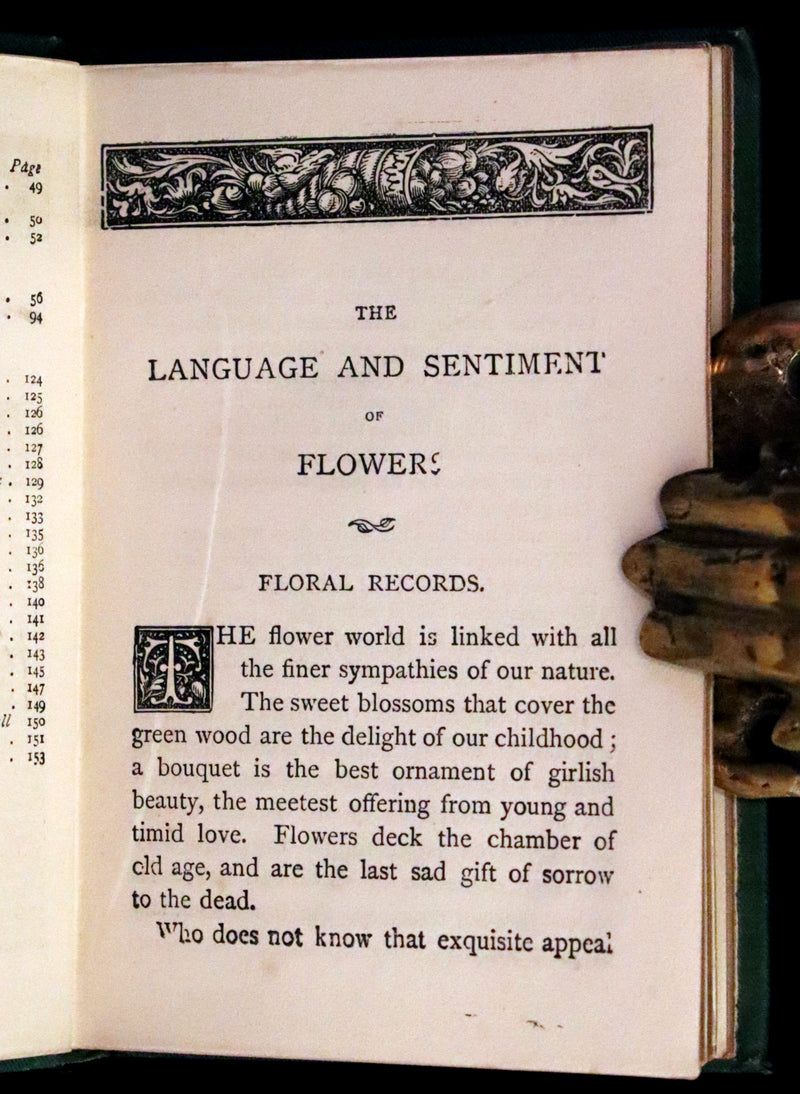 Page
. 49
. 50
. 52
. 56
. 94
. 124
. 125
. 126
. 126
. 127
. 128
. 129
. 132
. 133
. 135
. 130
. 136
. 138
. 140
. 141
. 142
. 143
. 145
. 147
. 149
ll 150
. 151
. 153
THE
LANGUAGE AND SENTIMENT
OF
FLOWERS
FLORAL RECORDS.
THE flower world is linked with all
the finer sympathies of our nature.
The sweet blossoms that cover the
green wood are the delight of our childhood ;
a bouquet is the best ornament of girlish
beauty, the meetest offering from young and
timid love. Flowers deck the chamber of
old age, and are the last sad gift of sorrow
to the dead.
Who does not know that exquisite appeal